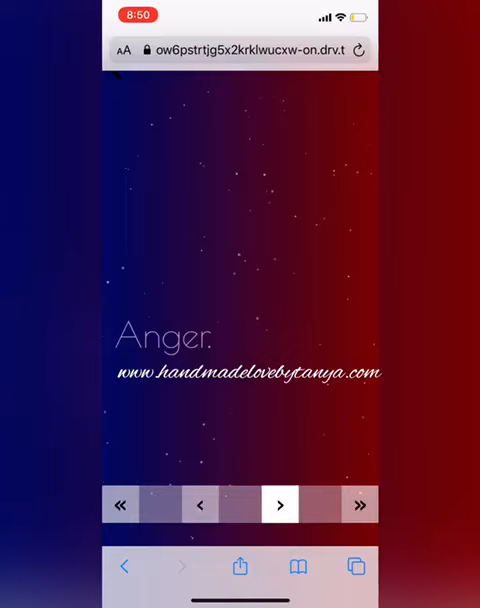 8:50
AA ow6pstrtjg5x2krklwucxw-on.drv.t
Anger.
www.handmadelovebytanya.com
« < > »